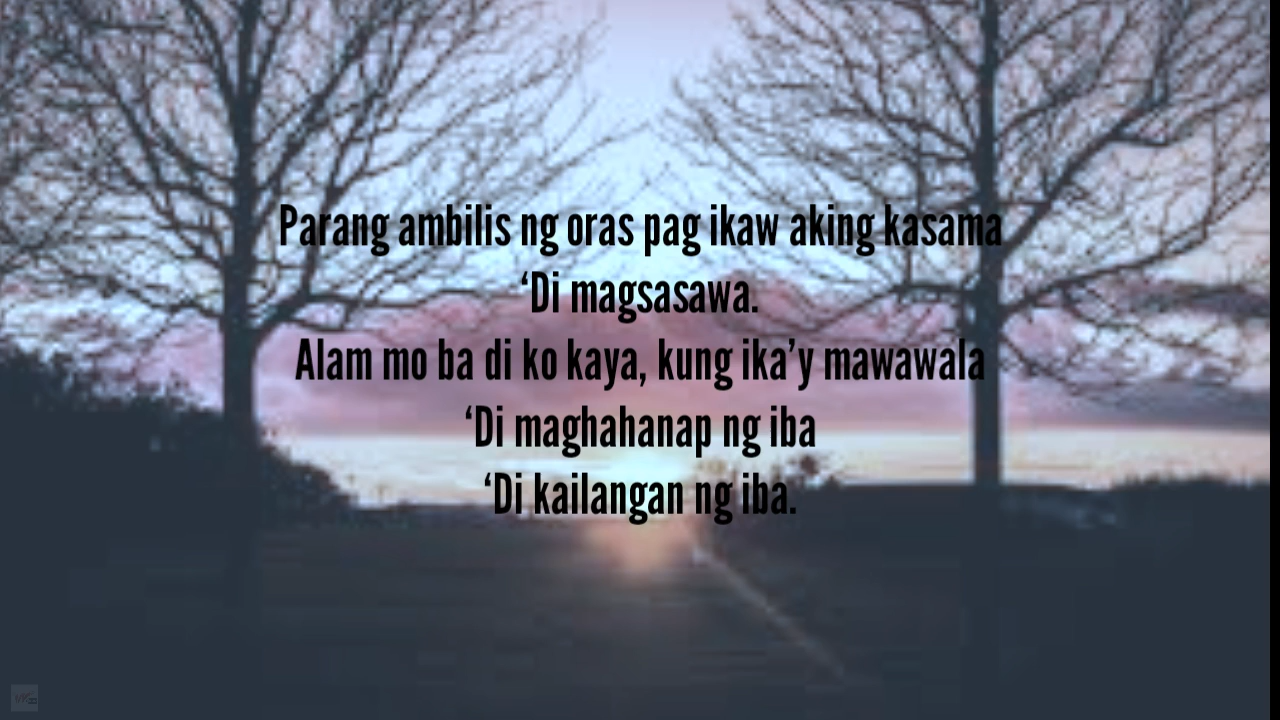 Parang ambilis ng oras pag ikaw aking kasama
‘Di magsasawa.
Alam mo ba di ko kaya, kung ika’y mawawala
‘Di maghahanap ng iba
‘Di kailangan ng iba.